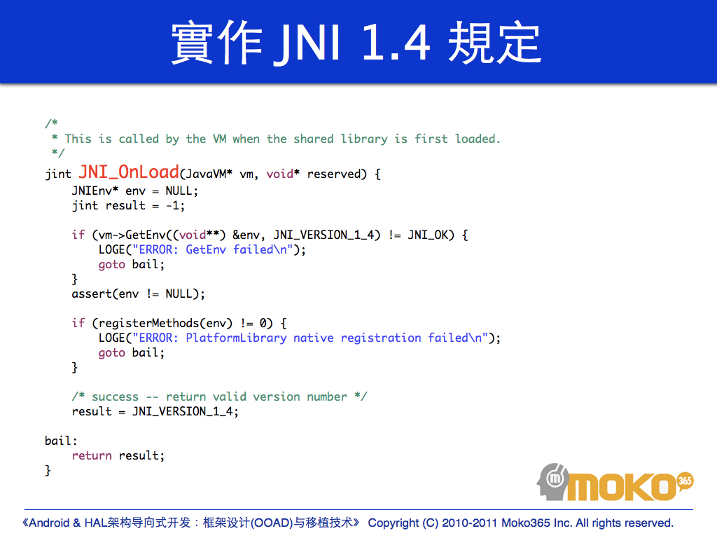 實作 JNI 1.4 規定
/*
 * This is called by the VM when the shared library is first loaded.
 */
jint JNI_OnLoad(JavaVM* vm, void* reserved) {
    JNIEnv* env = NULL;
    jint result = -1;

    if (vm->GetEnv((void**) &env, JNI_VERSION_1_4) != JNI_OK) {
        LOGE("ERROR: GetEnv failed\n");
        goto bail;
    }
    assert(env != NULL);

    if (registerMethods(env) != 0) {
        LOGE("ERROR: PlatformLibrary native registration failed\n");
        goto bail;
    }

    /* success -- return valid version number */
    result = JNI_VERSION_1_4;

bail:
    return result;
}
m MOKO 365
《Android & HAL架构导向式开发：框架设计(OOAD)与移植技术》 Copyright (C) 2010-2011 Moko365 Inc. All rights reserved.